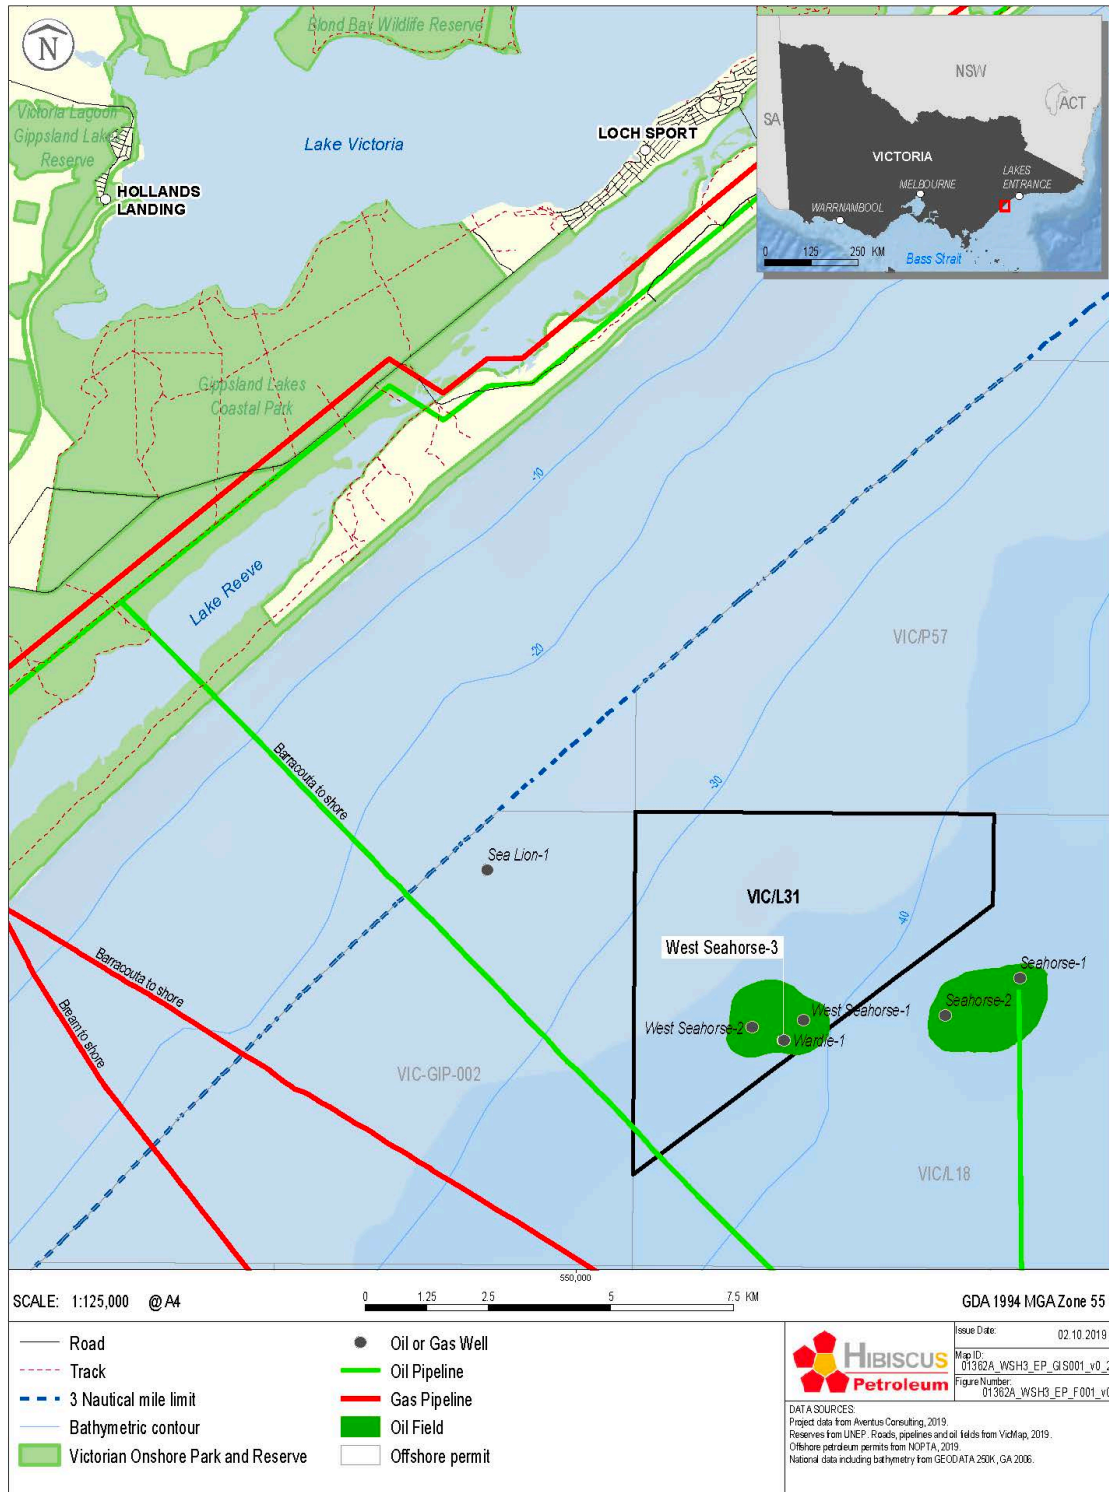 N
Blond Bay Wildlife Reserve
Victoria Lagoon
Gippsland Lakes
Reserve
HOLLANDS
LANDING
Lake Victoria
LOCH SPORT
NSW
ACT
SA
VICTORIA
MELBOURNE
LAKES
ENTRANCE
WARRNAMBOOL
0 125 250 KM
Bass Strait
Gippsland Lakes
Coastal Park
Lake Reeve
-10
-20
-30
-40
VIC/P57
Barracouta to shore
Sea Lion-1
VIC/L31
West Seahorse-3
Seahorse-1
Seahorse-2
West Seahorse-1
West Seahorse-2
Wardie-1
Barracouta to shore
Bream to shore
VIC-GIP-002
VIC/L18
550,000
SCALE: 1:125,000 @ A4
0 1.25 2.5 5 7.5 KM
GDA 1994 MGA Zone 55
Road
Track
3 Nautical mile limit
Bathymetric contour
Victorian Onshore Park and Reserve
Oil or Gas Well
Oil Pipeline
Gas Pipeline
Oil Field
Offshore permit
HIBISCUS
Petroleum
Issue Date:
02.10.2019
Map ID:
01362A_WSH3_EP_GIS001_v0_2
Figure Number:
01362A_WSH3_EP_F001_v0
DATA SOURCES:
Project data from Aventus Consulting, 2019.
Reserves from UNEP. Roads, pipelines and oil fields from VicMap, 2019.
Offshore petroleum permits from NOPTA, 2019.
National data including bathymetry from GEODATA 250K, GA 2006.